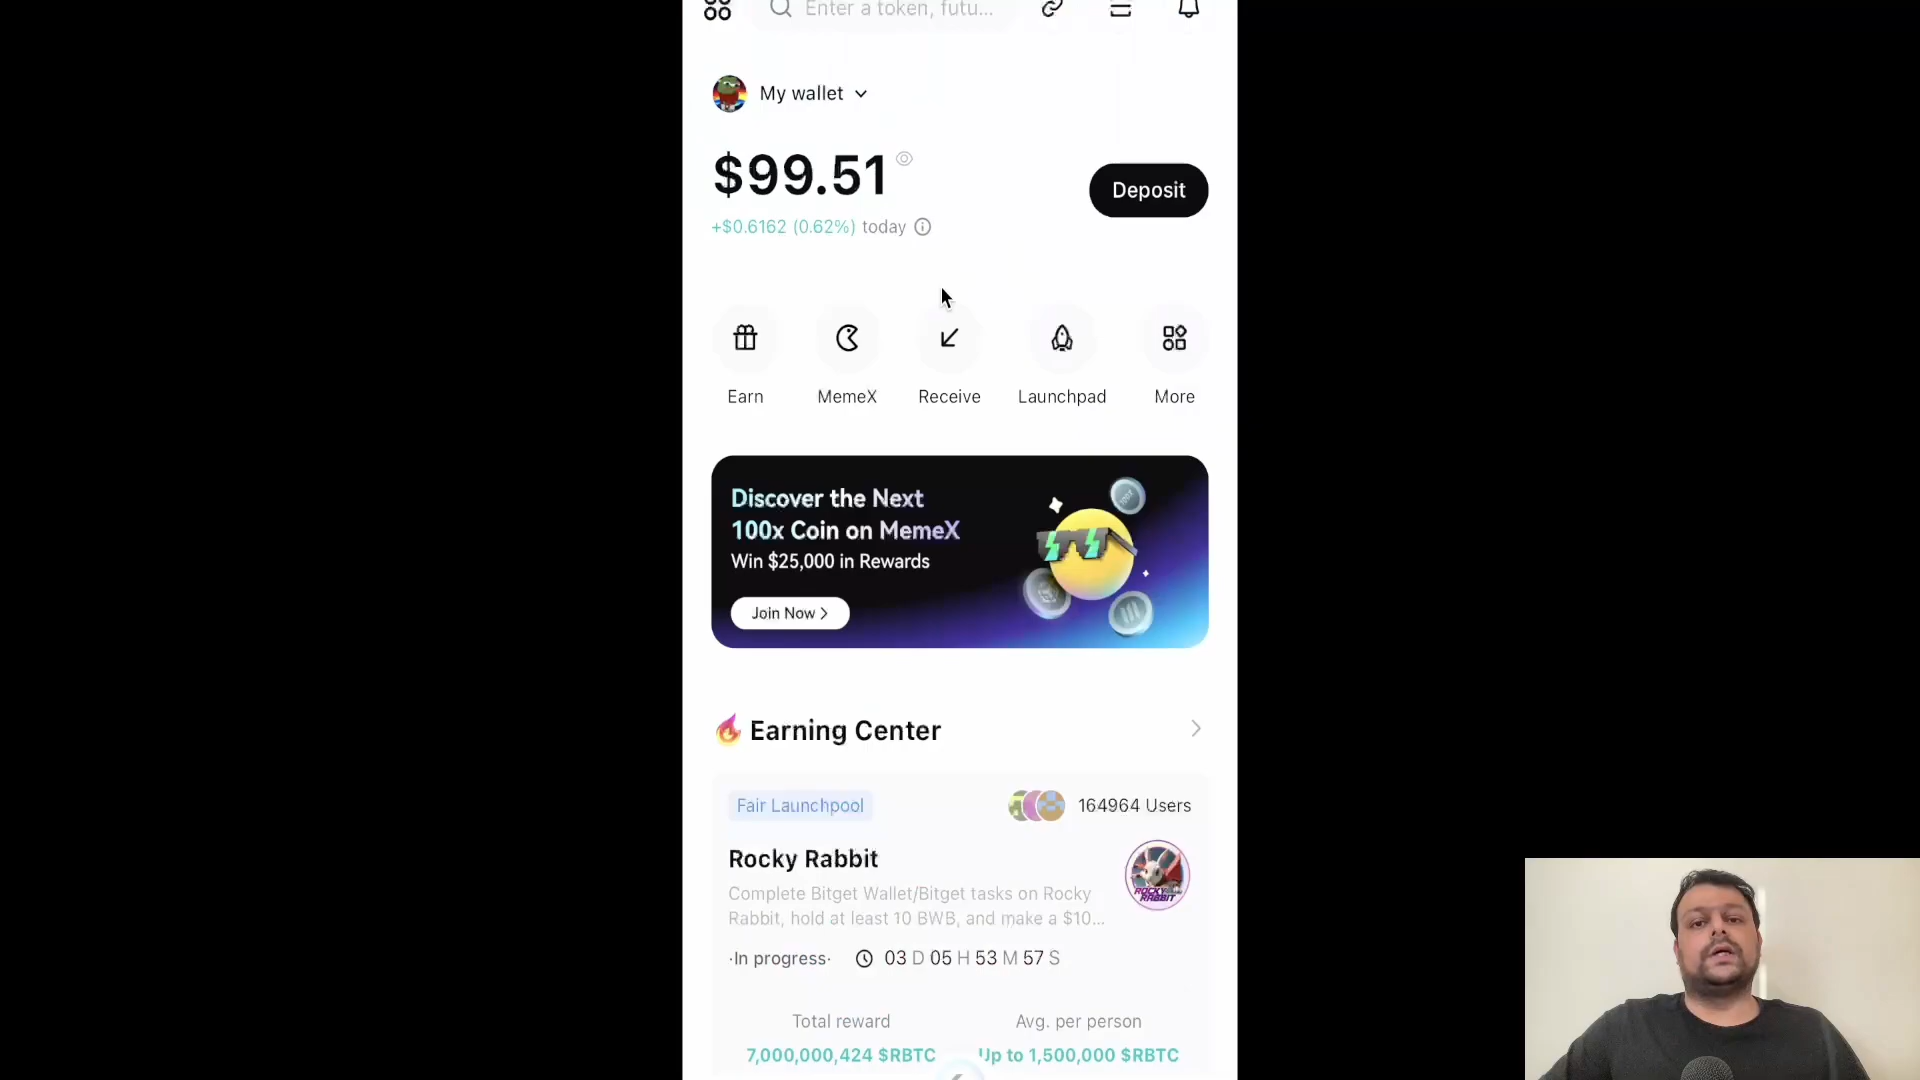 Enter a token, futu...
My wallet
$99.51
Deposit
+$0.6162 (0.62%) today
Earn
MemeX
Receive
Launchpad
More
Discover the Next
100x Coin on MemeX
Win $25,000 in Rewards
Join Now >
Earning Center
Fair Launchpool
164964 Users
Rocky Rabbit
Complete Bitget Wallet/Bitget tasks on Rocky
Rabbit, hold at least 10 BWB, and make a $10...
ROCKY
RABBIT
·In progress·
03 D 05 H 53 M 57 S
Total reward
Avg. per person
7,000,000,424 $RBTC
Up to 1,500,000 $RBTC